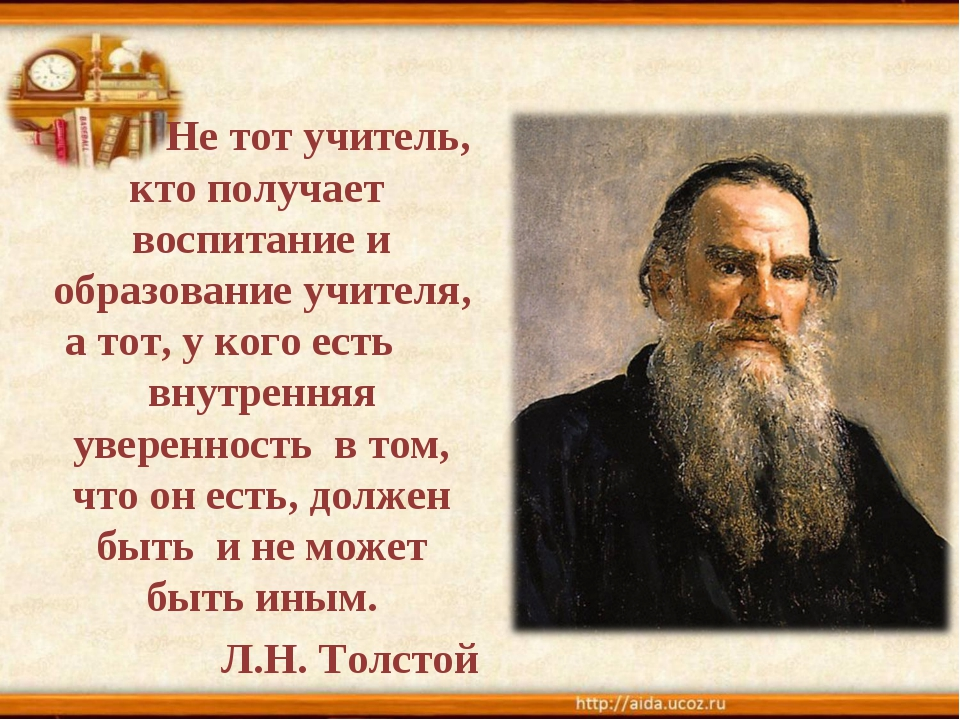 Не тот учитель,
кто получает
воспитание и
образование учителя,
а тот, у кого есть
внутренняя
уверенность в том,
что он есть, должен
быть и не может
быть иным.
Л.Н. Толстой
BASEBALL
http://aida.ucoz.ru